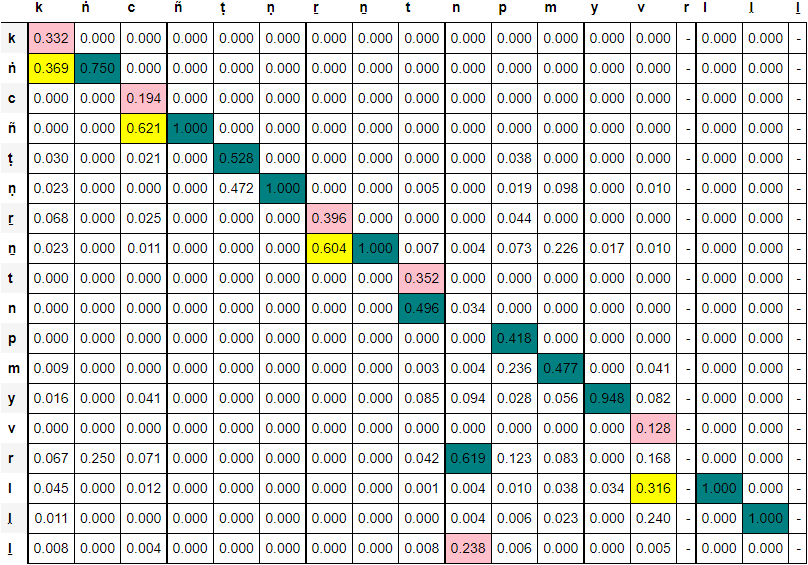 k ṅ c ñ ṭ ṇ ṟ ṉ t n p m y v r l ḷ ḻ
k 0.332 0.000 0.000 0.000 0.000 0.000 0.000 0.000 0.000 0.000 0.000 0.000 0.000 0.000 - 0.000 0.000 -
ṅ 0.369 0.750 0.000 0.000 0.000 0.000 0.000 0.000 0.000 0.000 0.000 0.000 0.000 0.000 - 0.000 0.000 -
c 0.000 0.000 0.194 0.000 0.000 0.000 0.000 0.000 0.000 0.000 0.000 0.000 0.000 0.000 - 0.000 0.000 -
ñ 0.000 0.000 0.621 1.000 0.000 0.000 0.000 0.000 0.000 0.000 0.000 0.000 0.000 0.000 - 0.000 0.000 -
ṭ 0.030 0.000 0.021 0.000 0.528 0.000 0.000 0.000 0.000 0.000 0.038 0.000 0.000 0.000 - 0.000 0.000 -
ṇ 0.023 0.000 0.000 0.000 0.472 1.000 0.000 0.000 0.005 0.000 0.019 0.098 0.000 0.010 - 0.000 0.000 -
ṟ 0.068 0.000 0.025 0.000 0.000 0.000 0.396 0.000 0.000 0.000 0.044 0.000 0.000 0.000 - 0.000 0.000 -
ṉ 0.023 0.000 0.011 0.000 0.000 0.000 0.604 1.000 0.007 0.004 0.073 0.226 0.017 0.010 - 0.000 0.000 -
t 0.000 0.000 0.000 0.000 0.000 0.000 0.000 0.000 0.352 0.000 0.000 0.000 0.000 0.000 - 0.000 0.000 -
n 0.000 0.000 0.000 0.000 0.000 0.000 0.000 0.000 0.496 0.034 0.000 0.000 0.000 0.000 - 0.000 0.000 -
p 0.000 0.000 0.000 0.000 0.000 0.000 0.000 0.000 0.000 0.000 0.418 0.000 0.000 0.000 - 0.000 0.000 -
m 0.009 0.000 0.000 0.000 0.000 0.000 0.000 0.000 0.003 0.004 0.236 0.477 0.000 0.041 - 0.000 0.000 -
y 0.016 0.000 0.041 0.000 0.000 0.000 0.000 0.000 0.085 0.094 0.028 0.056 0.948 0.082 - 0.000 0.000 -
v 0.000 0.000 0.000 0.000 0.000 0.000 0.000 0.000 0.000 0.000 0.000 0.000 0.000 0.128 - 0.000 0.000 -
r 0.067 0.250 0.071 0.000 0.000 0.000 0.000 0.000 0.042 0.619 0.123 0.083 0.000 0.168 - 0.000 0.000 -
l 0.045 0.000 0.012 0.000 0.000 0.000 0.000 0.000 0.001 0.004 0.010 0.038 0.034 0.316 - 1.000 0.000 -
ḷ 0.011 0.000 0.000 0.000 0.000 0.000 0.000 0.000 0.000 0.004 0.006 0.023 0.000 0.240 - 0.000 1.000 -
ḻ 0.008 0.000 0.004 0.000 0.000 0.000 0.000 0.000 0.008 0.238 0.006 0.000 0.000 0.005 - 0.000 0.000 -